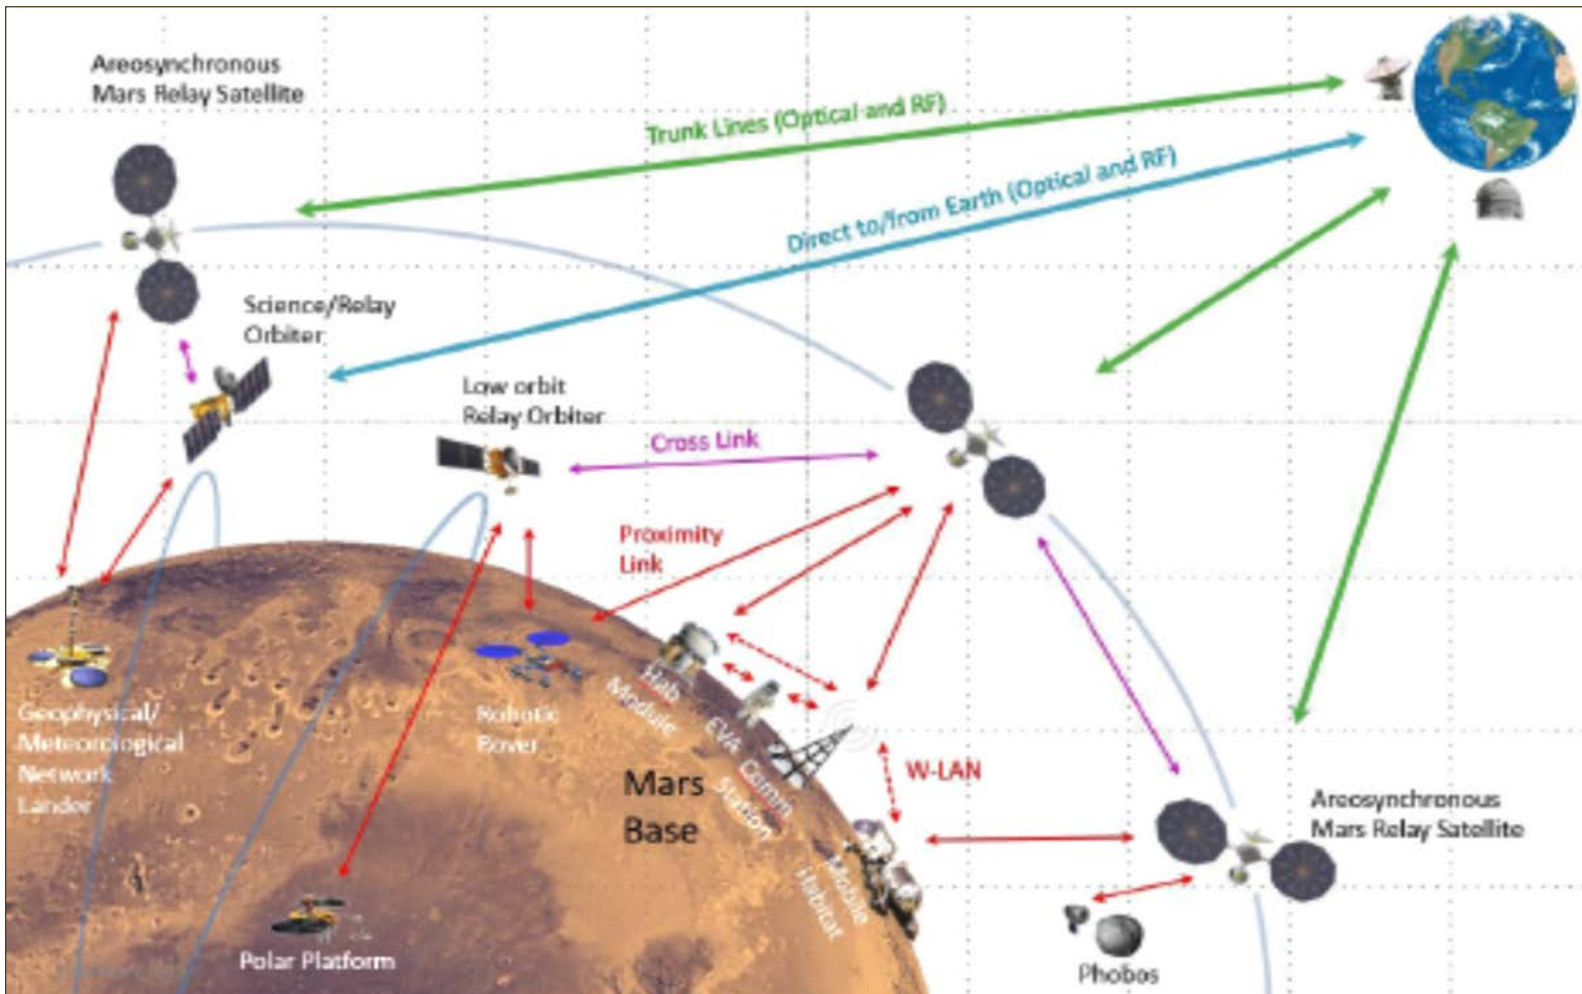 Areosynchronous
Mars Relay Satellite
Trunk Lines (Optical and RF)
Direct to/from Earth (Optical and RF)
Science/Relay
Orbiter
Low orbit
Relay Orbiter
Cross Link
Proximity
Link
Geophysical/
Meteorological
Network
Lander
Robotic
Rover
Hab
Module
EVA
Comm
Station
Mars
Base
W-LAN
Mobile
Habitat
Areosynchronous
Mars Relay Satellite
Polar Platform
Phobos